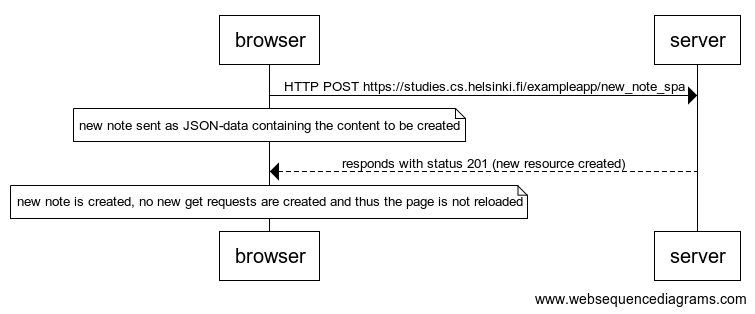 browser
server
HTTP POST https://studies.cs.helsinki.fi/exampleapp/new_note_spa
new note sent as JSON-data containing the content to be created
responds with status 201 (new resource created)
new note is created, no new get requests are created and thus the page is not reloaded
browser
server
www.websequencediagrams.com